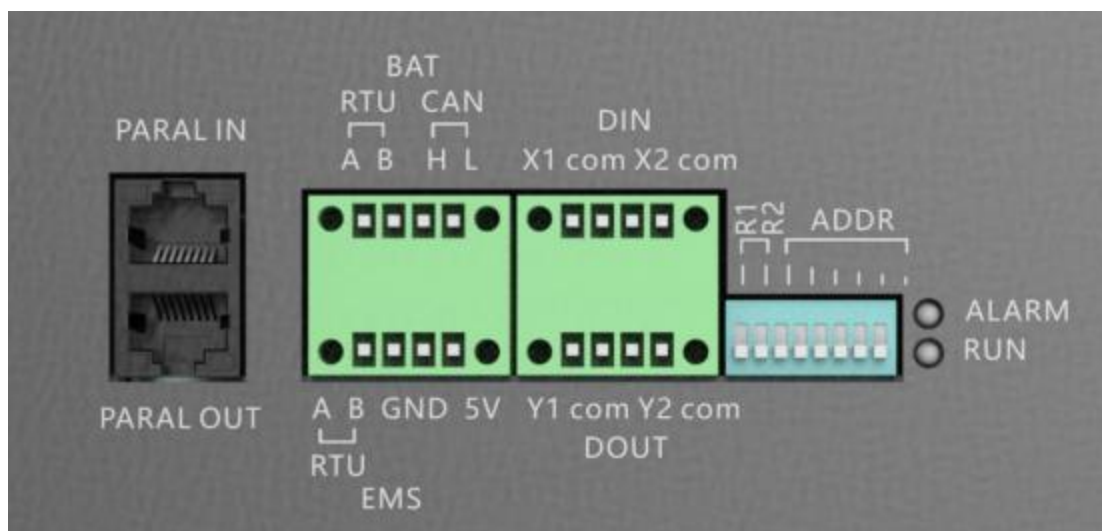 PARAL IN
PARAL OUT
BAT
RTU CAN
A B H L
A B GND 5V
RTU
EMS
DIN
X1 com X2 com
Y1 com Y2 com
DOUT
R1
R2
ADDR
ALARM
RUN